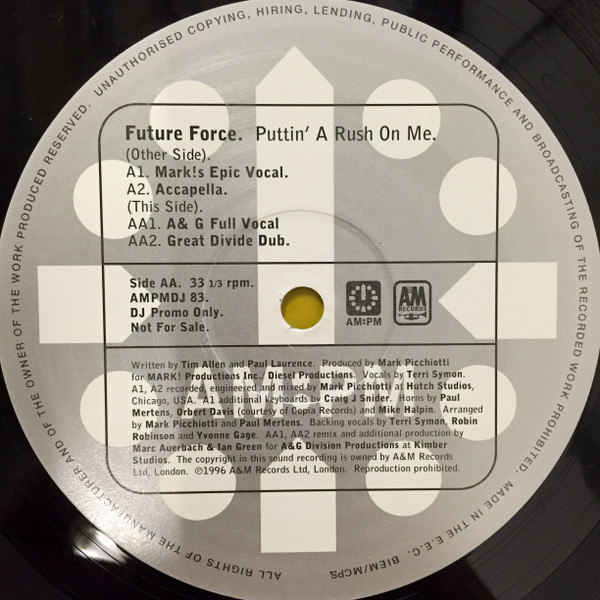 UNAUTHORISED COPYING, HIRING, LENDING, PUBLIC PERFORMANCE AND BROADCASTING OF THE RECORDED WORK PROHIBITED. MADE IN THE E.E.C. BIEM/MCPS
ALL RIGHTS OF THE MANUFACTURER AND OF THE OWNER OF THE WORK PRODUCED RESERVED.
Future Force. Puttin' A Rush On Me.
(Other Side).
A1. Mark!s Epic Vocal.
A2. Accapella.
(This Side).
AA1. A& G Full Vocal
AA2. Great Divide Dub.
Side AA. 33 1/3 rpm.
AMPMDJ 83.
DJ Promo Only.
Not For Sale.
AM:PM
AM
RECORDS
AM:PM
Written by Tim Allen and Paul Laurence. Produced by Mark Picchiotti
for MARK! Productions Inc./ Diesel Productions. Vocals by Terri Symon.
A1, A2 recorded, engineered and mixed by Mark Picchiotti at Hutch Studios,
Chicago, USA. A1 additional keyboards by Craig J Snider. Horns by Paul
Mertens, Orbert Davis (courtesy of Copia Records) and Mike Halpin. Arranged
by Mark Picchiotti and Paul Mertens. Backing vocals by Terri Symon, Robin
Robinson and Yvonne Gage. AA1, AA2 remix and additional production by
Marc Auerbach & Ian Green for A&G Division Productions at Kimber
Studios. The copyright in this sound recording is owned by A&M Records
Ltd, London. ℗1996 A&M Records Ltd, London. Reproduction prohibited.